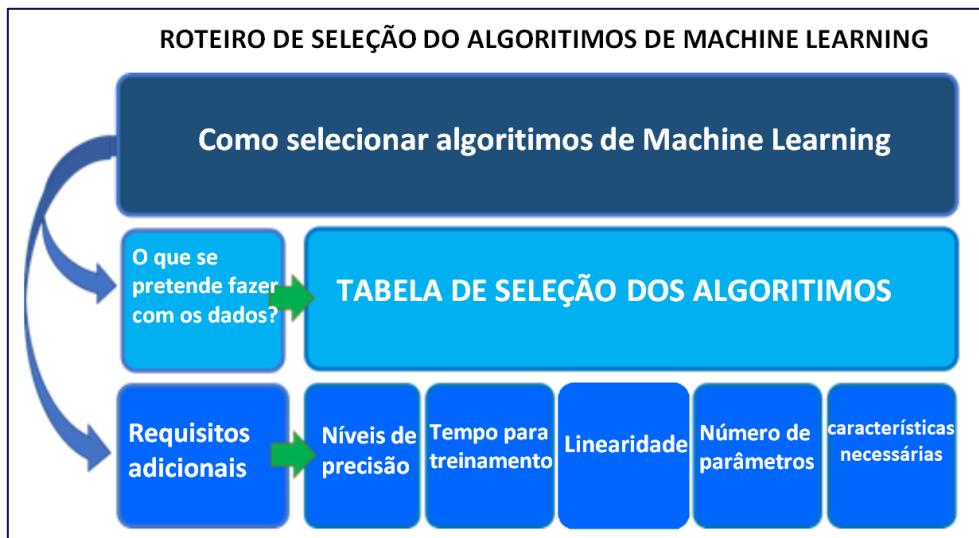 ROTEIRO DE SELEÇÃO DO ALGORITIMOS DE MACHINE LEARNING
Como selecionar algoritimos de Machine Learning
O que se
pretende fazer
com os dados?
TABELA DE SELEÇÃO DOS ALGORITIMOS
Requisitos
adicionais
Níveis de
precisão
Tempo para
treinamento
Linearidade
Número de
parâmetros
características
necessárias